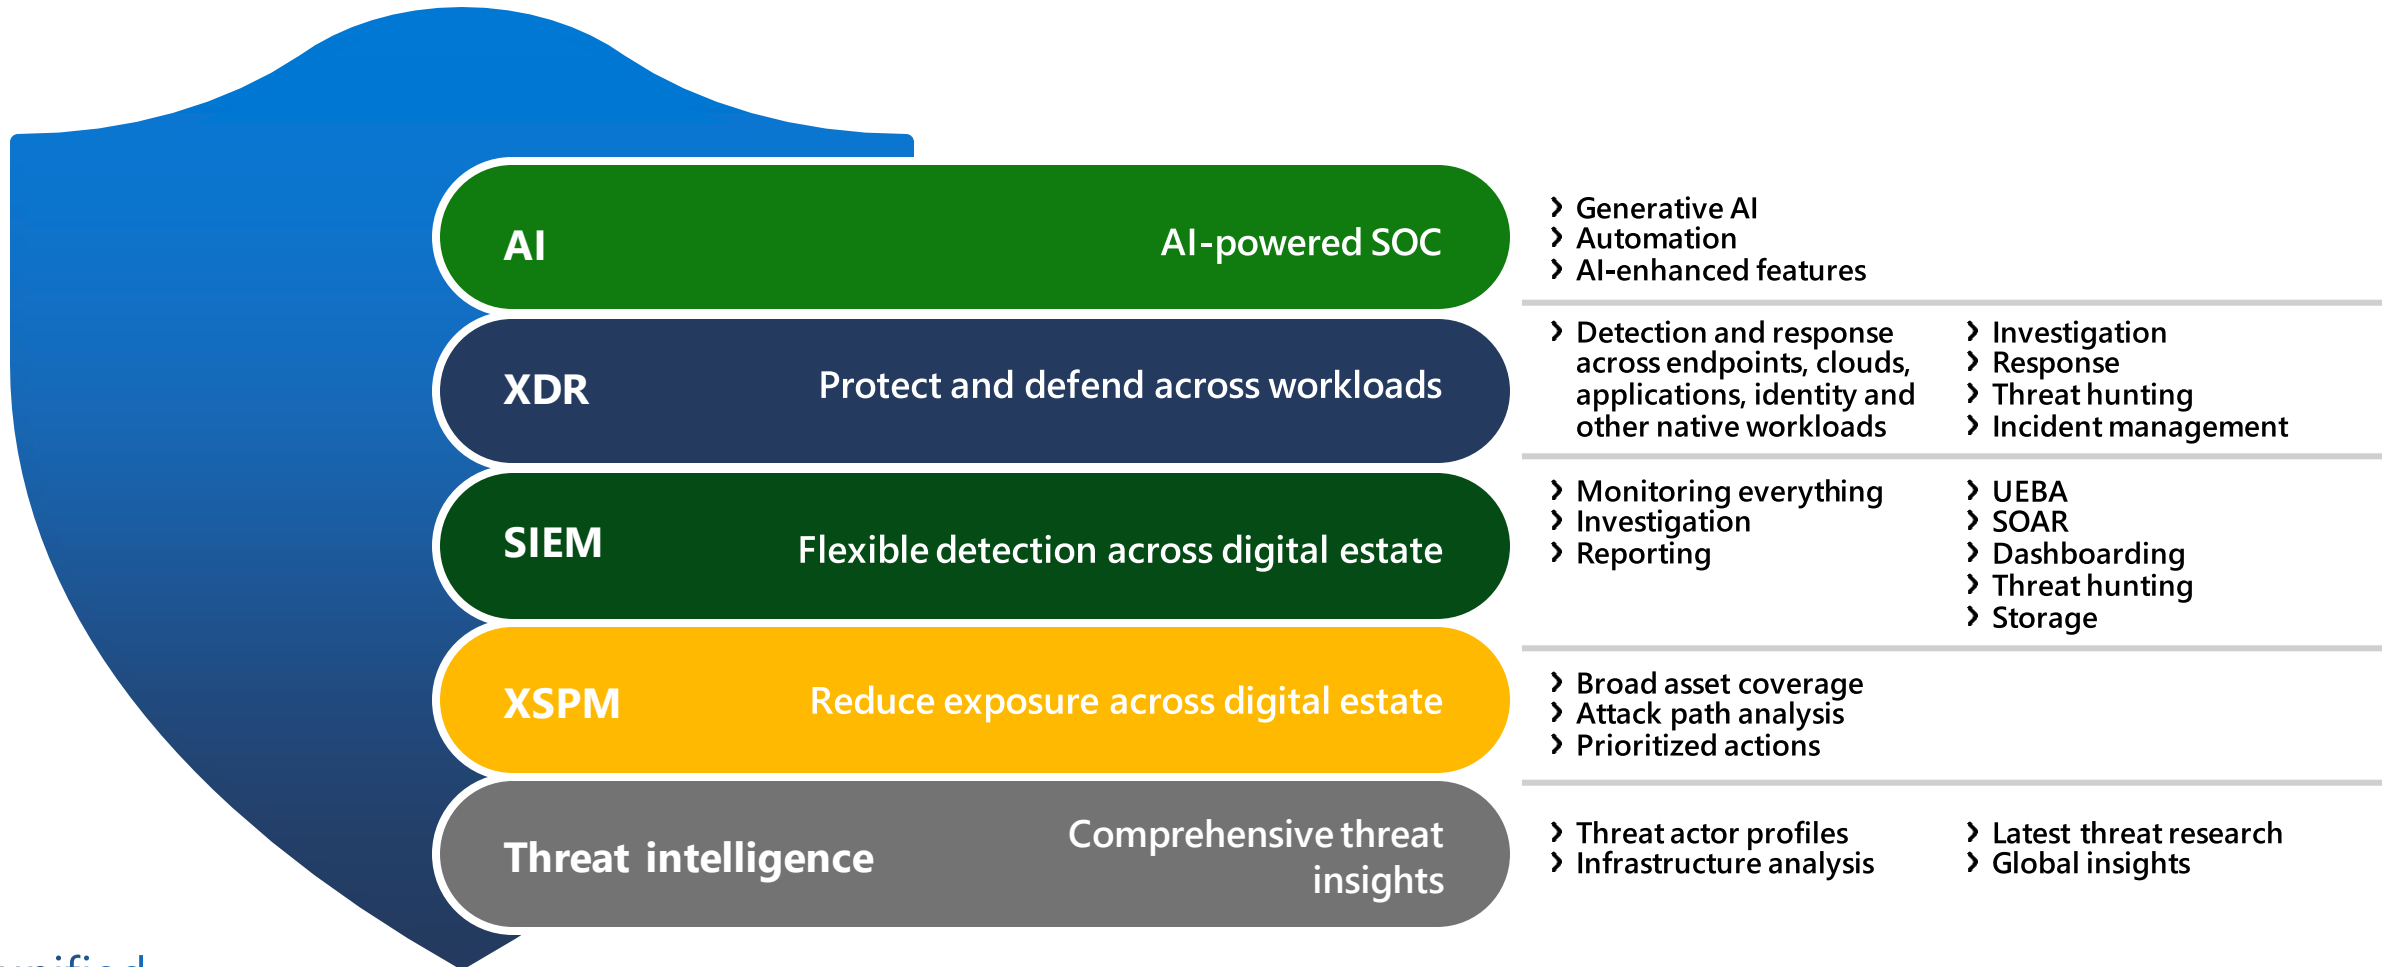 AI
AI-powered SOC
Generative AI
Automation
AI-enhanced features
XDR
Protect and defend across workloads
Detection and response
across endpoints, clouds,
applications, identity and
other native workloads
Investigation
Response
Threat hunting
Incident management
SIEM
Flexible detection across digital estate
Monitoring everything
Investigation
Reporting
UEBA
SOAR
Dashboarding
Threat hunting
Storage
XSPM
Reduce exposure across digital estate
Broad asset coverage
Attack path analysis
Prioritized actions
Threat intelligence
Comprehensive threat
insights
Threat actor profiles
Infrastructure analysis
Latest threat research
Global insights